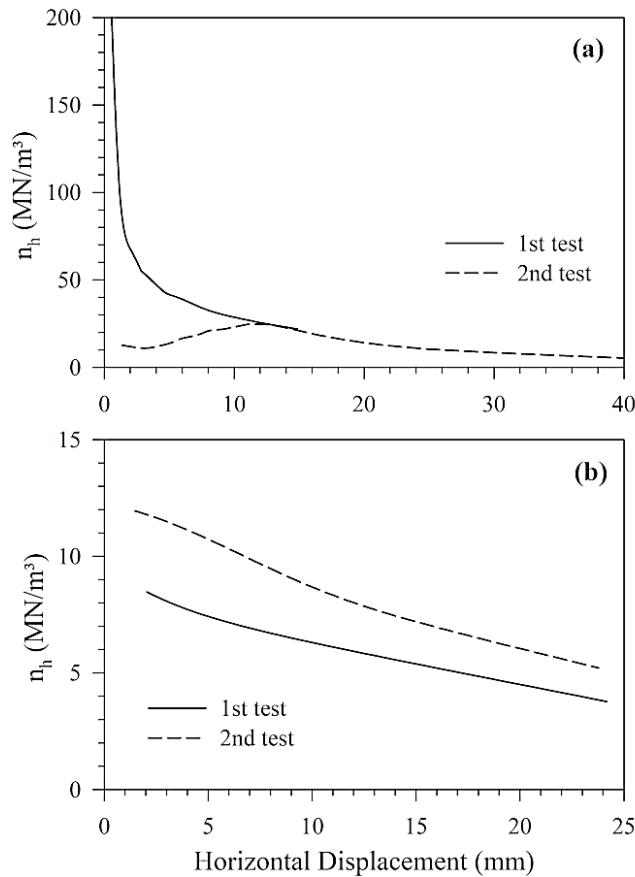 200
(a)
150
n_h (MN/m³)
100
1st test
2nd test
50
0
0 10 20 30 40
15
(b)
10
n_h (MN/m³)
5
1st test
2nd test
0
0 5 10 15 20 25
Horizontal Displacement (mm)